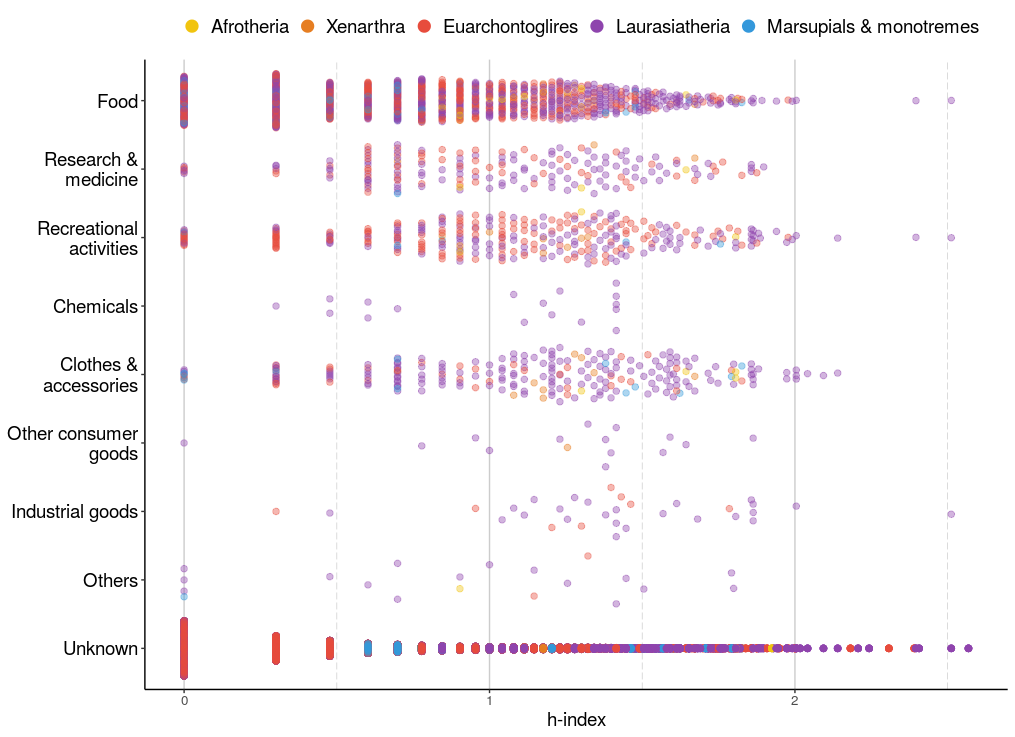 Afrotheria Xenarthra Euarchontoglires Laurasiatheria Marsupials & monotremes
Food
Research &
medicine
Recreational
activities
Chemicals
Clothes &
accessories
Other consumer
goods
Industrial goods
Others
Unknown
0 1 2
h-index